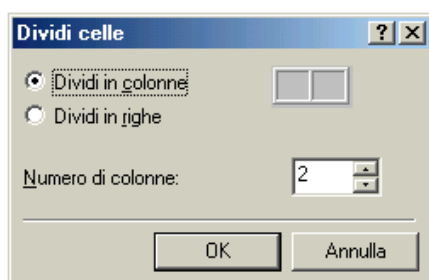 Dividi celle
Dividi in colonne
Dividi in righe
Numero di colonne: 2
OK Annulla